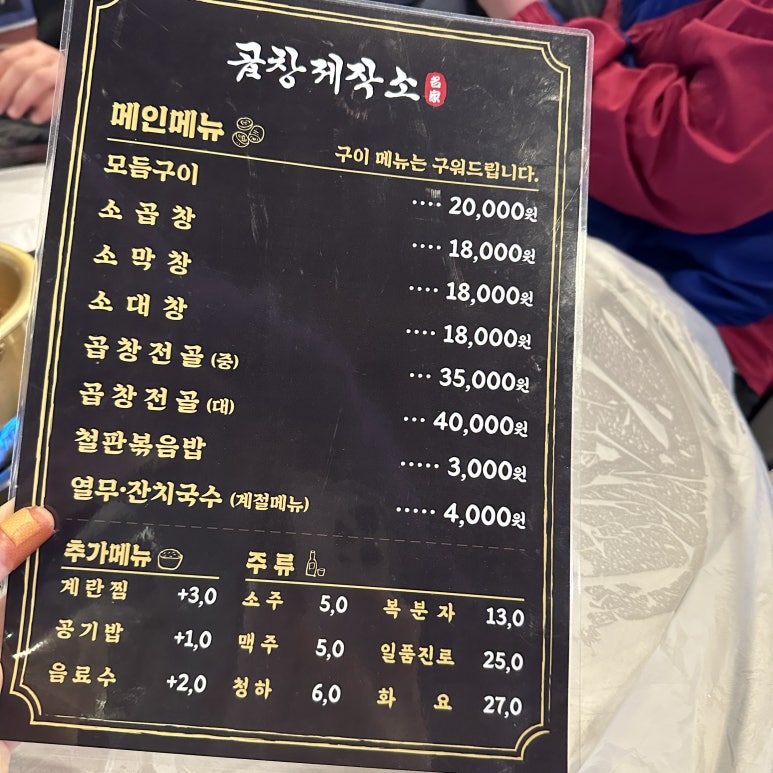 곱창제작소 名家
메인메뉴
구이 메뉴는 구워드립니다.
모듬구이 ···· 20,000원
소 곱 창 ···· 18,000원
소 막 창 ···· 18,000원
소 대 창 ···· 18,000원
곱창전골 (중) ··· 35,000원
곱창전골 (대) ··· 40,000원
철판볶음밥 ····· 3,000원
열무·잔치국수 (계절메뉴) ····· 4,000원
추가메뉴
계란찜 +3,0
공기밥 +1,0
음료수 +2,0
주 류
소주 5,0 복분자 13,0
맥주 5,0 일품진로 25,0
청하 6,0 화 요 27,0